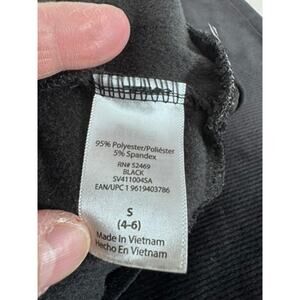 95% Polyester/Poliéster
5% Spandex
RN# 52469
BLACK
SV411004SA
EAN/UPC 1 9619403786
S
(4-6)
Made In Vietnam
Hecho En Vietnam